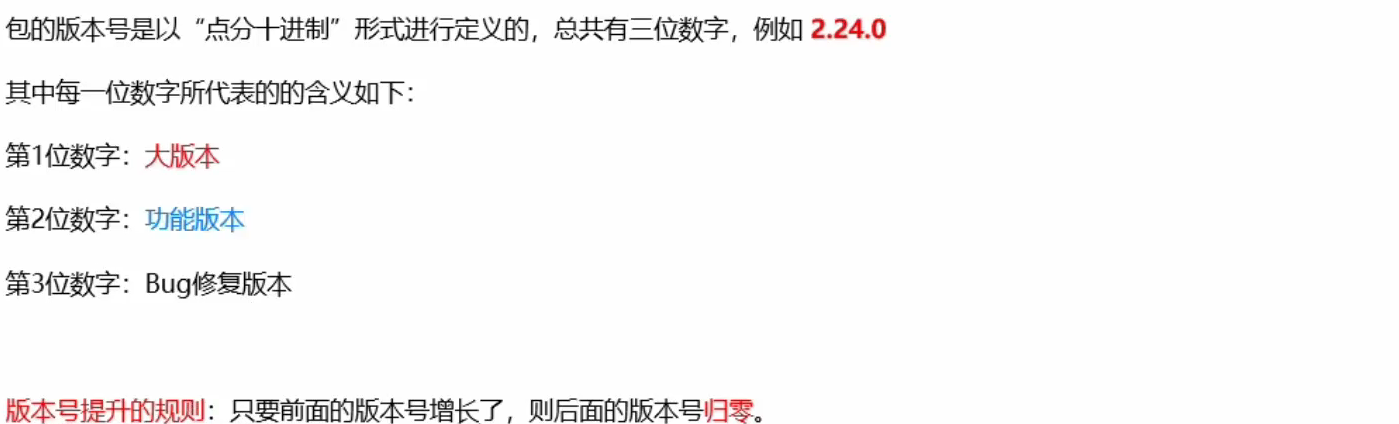 包的版本号是以“点分十进制”形式进行定义的，总共有三位数字，例如 2.24.0
其中每一位数字所代表的的含义如下：
第1位数字：大版本
第2位数字：功能版本
第3位数字：Bug修复版本
版本号提升的规则：只要前面的版本号增长了，则后面的版本号归零。